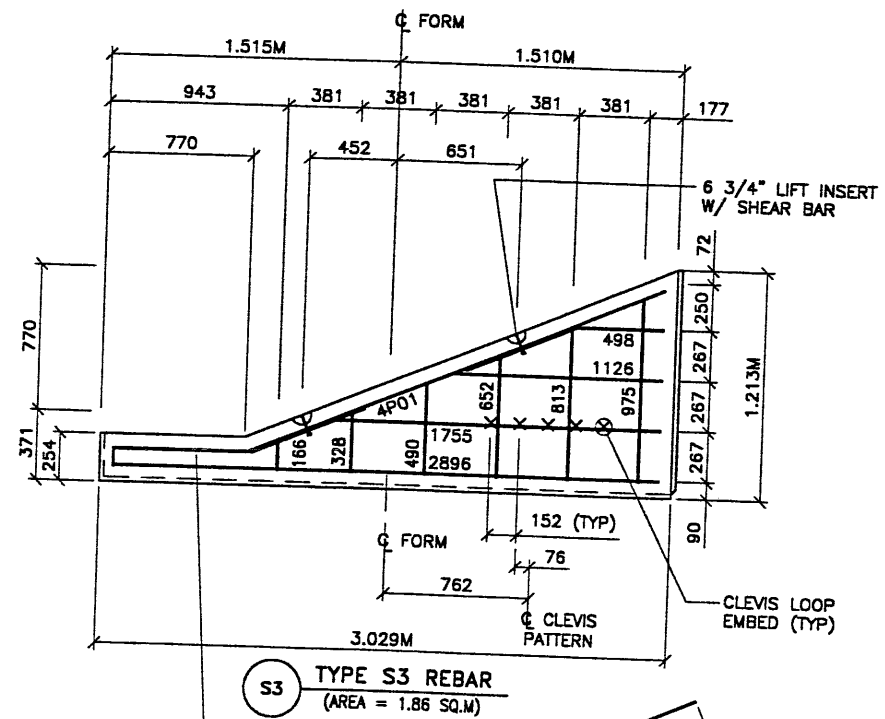 ℄ FORM
1.515M
1.510M
943
381
381
381
381
381
177
770
452
651
6 3/4" LIFT INSERT
W/ SHEAR BAR
72
770
250
498
267
1126
1.213M
652
813
975
4P01
267
371
254
166
328
490
1755
2896
267
152 (TYP)
90
℄ FORM
76
762
CLEVIS LOOP
EMBED (TYP)
℄ CLEVIS
PATTERN
3.029M
S3
TYPE S3 REBAR
(AREA = 1.86 SQ.M)